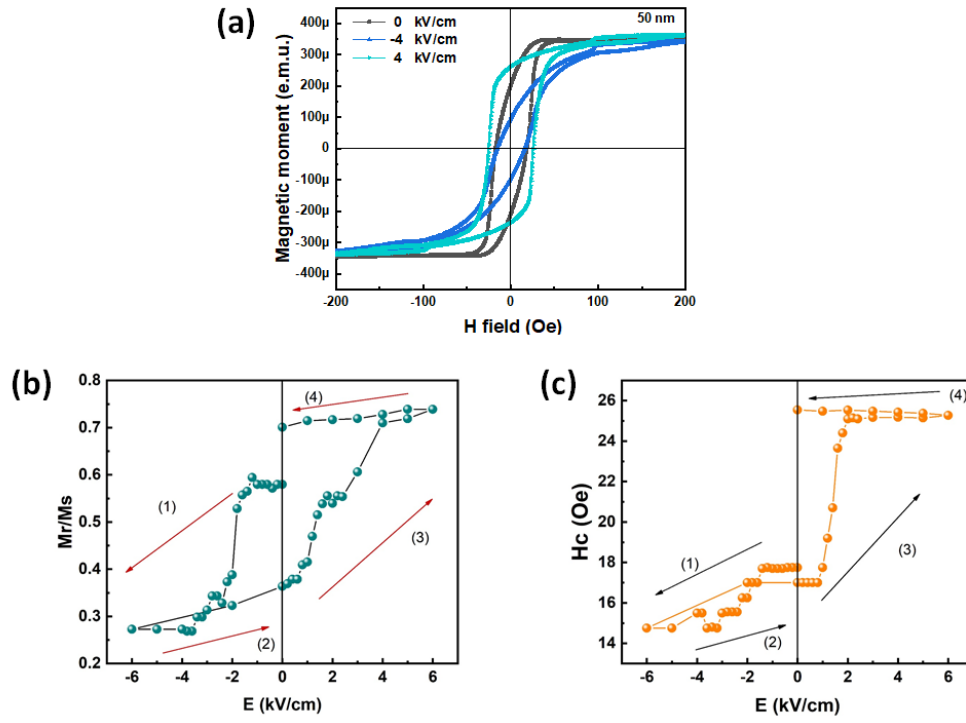 (a)
50 nm
0 kV/cm
-4 kV/cm
4 kV/cm
400µ
300µ
200µ
100µ
0
-100µ
-200µ
-300µ
-400µ
Magnetic moment (e.m.u.)
-200 -100 0 100 200
H field (Oe)
(b)
0.8
0.7
0.6
0.5
0.4
0.3
0.2
Mr/Ms
(4)
(1)
(3)
(2)
-6 -4 -2 0 2 4 6
E (kV/cm)
(c)
26
24
22
20
18
16
14
Hc (Oe)
(4)
(1)
(3)
(2)
-6 -4 -2 0 2 4 6
E (kV/cm)